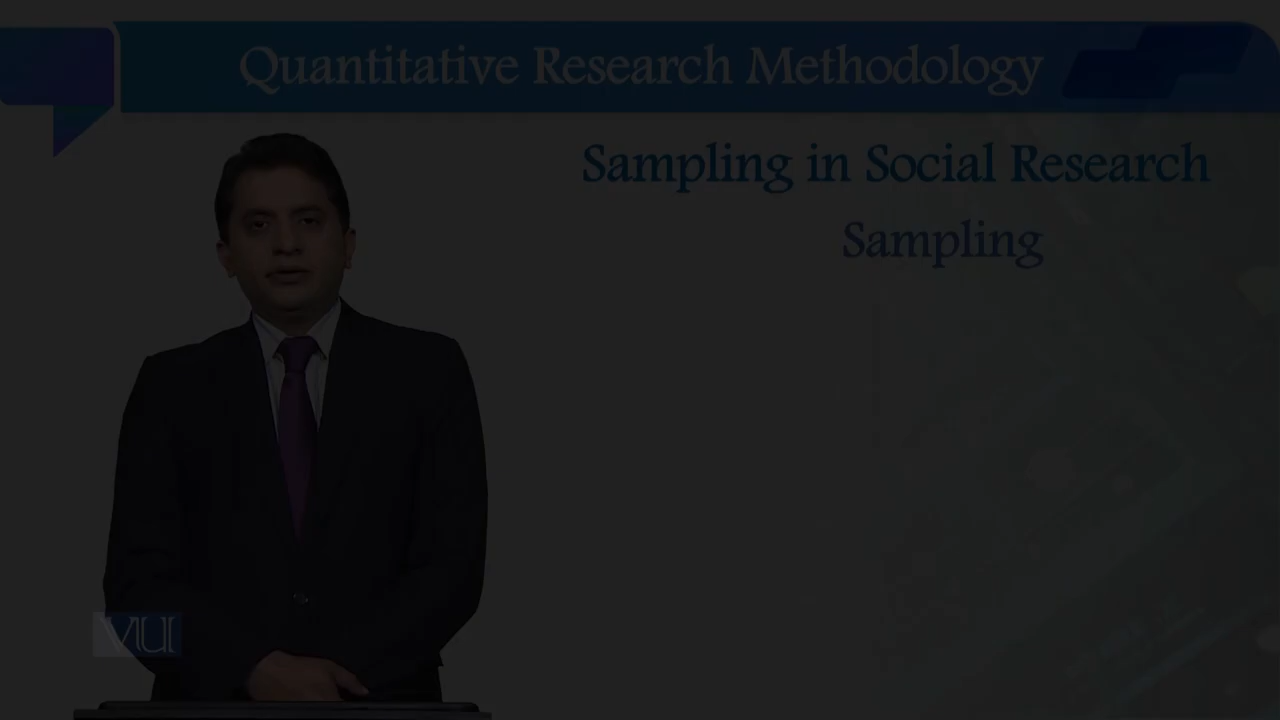 Quantitative Research Methodology
Sampling in Social Research
Sampling
VU